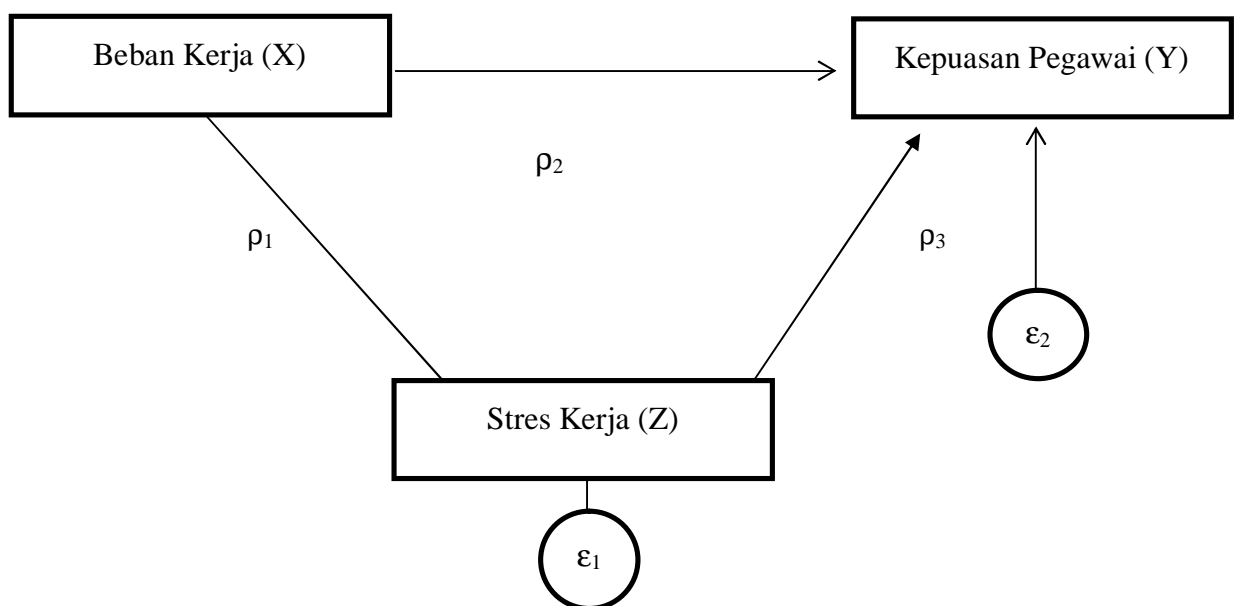 Beban Kerja (X)
Kepuasan Pegawai (Y)
ρ₂
ρ₁
ρ₃
ε₂
Stres Kerja (Z)
ε₁